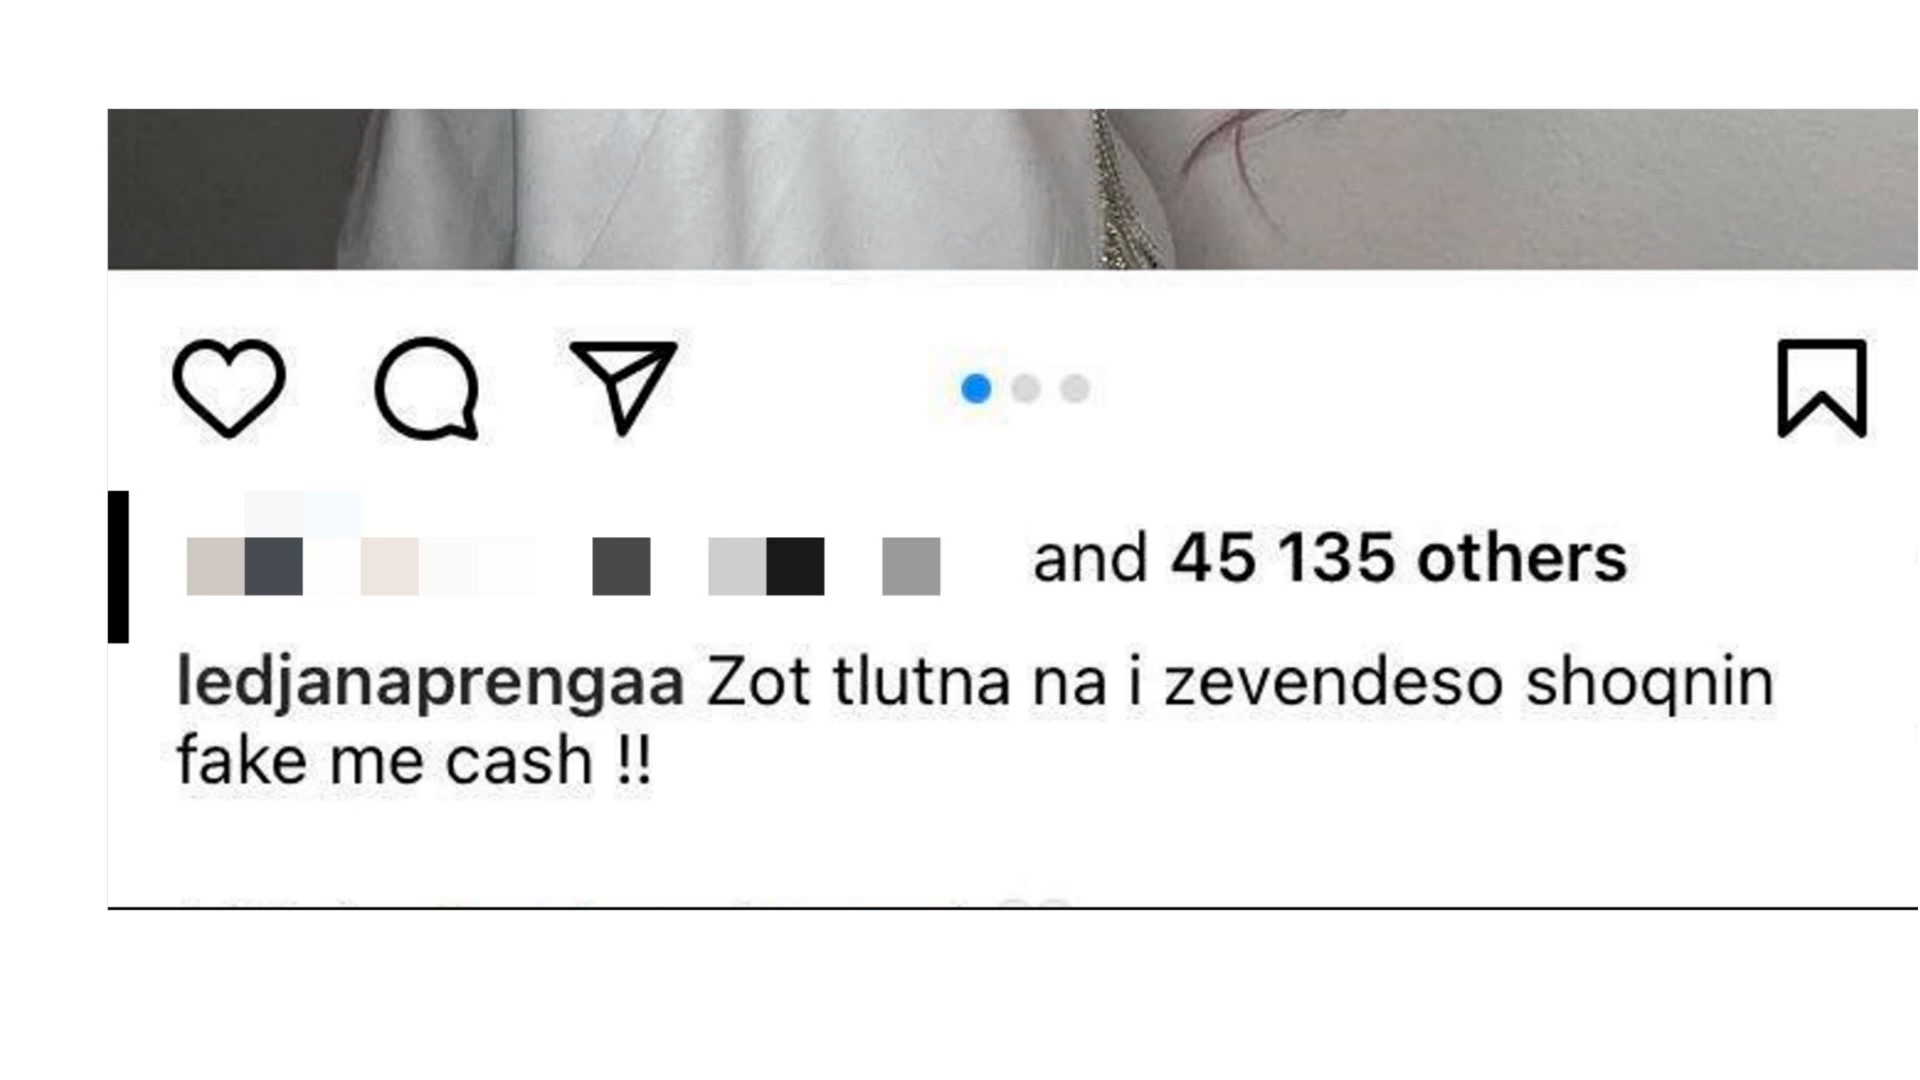 and 45 135 others
ledjanaprengaa Zot tlutna na i zevendeso shoqnin
fake me cash !!